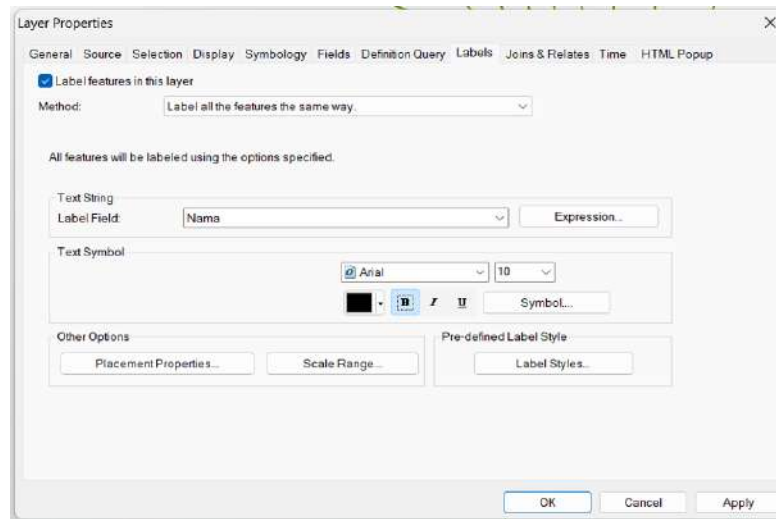 Layer Properties
General Source Selection Display Symbology Fields Definition Query Labels Joins & Relates Time HTML Popup
Label features in this layer
Method: Label all the features the same way.
All features will be labeled using the options specified.
Text String
Label Field: Nama Expression...
Text Symbol
Arial 10
B I U Symbol...
Other Options Pre-defined Label Style
Placement Properties... Scale Range... Label Styles...
OK Cancel Apply